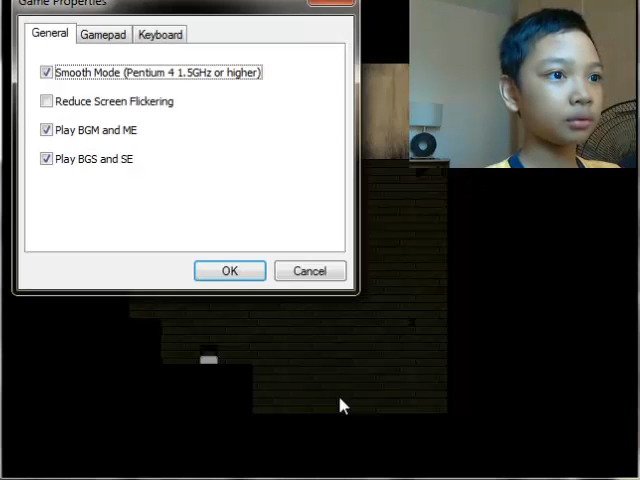 Game Properties
General Gamepad Keyboard
Smooth Mode (Pentium 4 1.5GHz or higher)
Reduce Screen Flickering
Play BGM and ME
Play BGS and SE
OK Cancel